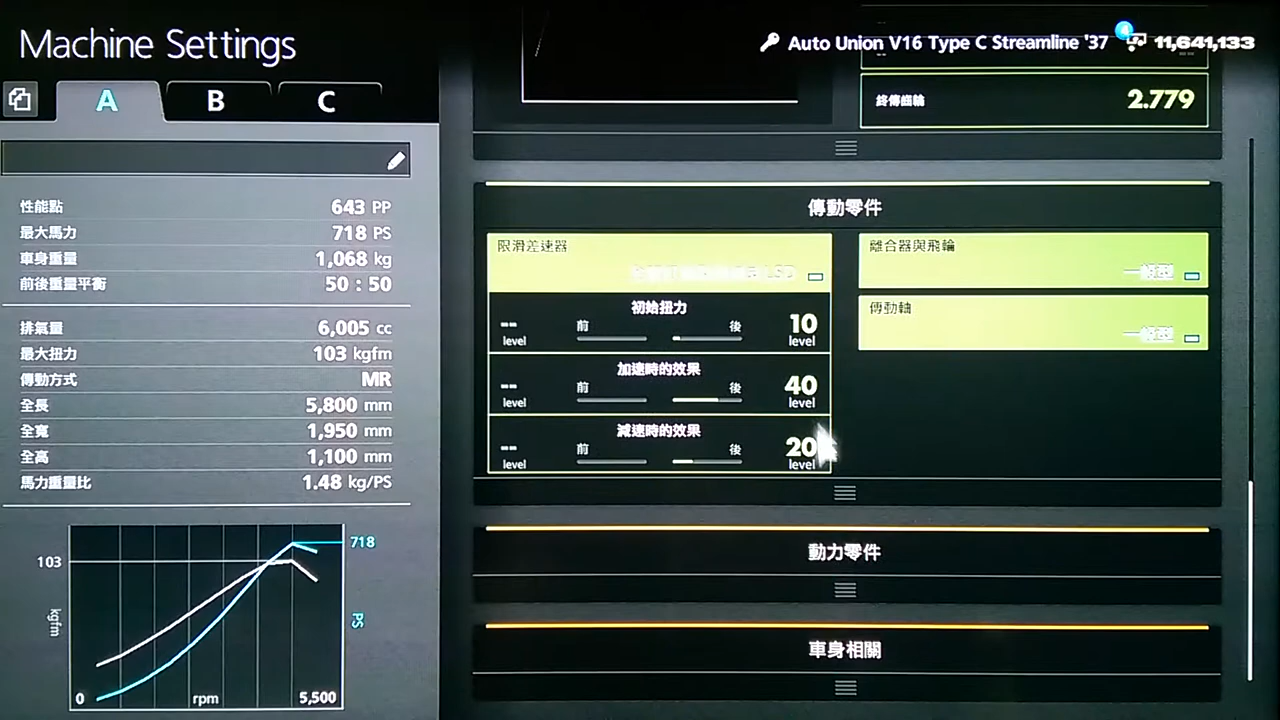 Machine Settings
Auto Union V16 Type C Streamline '37
4
11,641,133
A
B
C
終傳齒輪
2.779
性能點 643 PP
最大馬力 718 PS
車身重量 1,068 kg
前後重量平衡 50 : 50
排氣量 6,005 cc
最大扭力 103 kgfm
傳動方式 MR
全長 5,800 mm
全寬 1,950 mm
全高 1,100 mm
馬力重量比 1.48 kg/PS
718
103
kgfm
PS
0 rpm 5,500
傳動零件
限滑差速器
LSD
初始扭力
-- level 前 後 10 level
加速時的效果
-- level 前 後 40 level
減速時的效果
-- level 前 後 20 level
離合器與飛輪
一般型
傳動軸
一般型
動力零件
車身相關